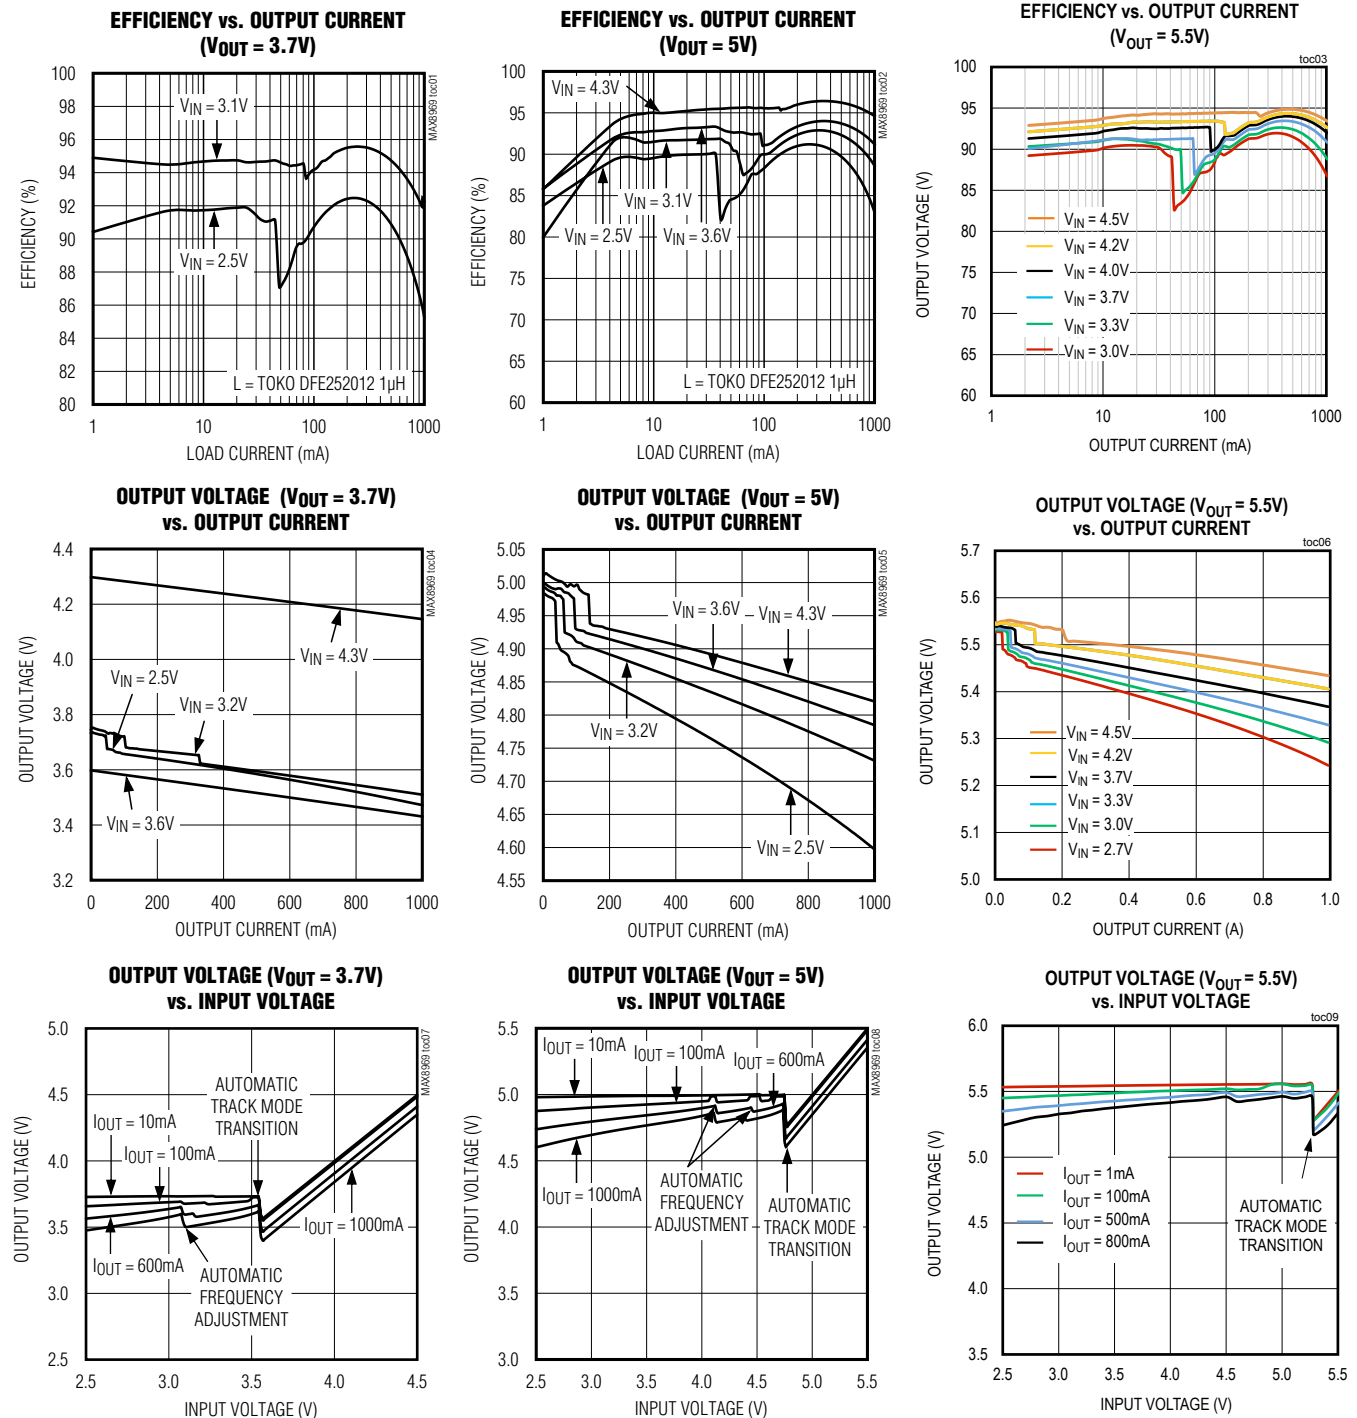 EFFICIENCY vs. OUTPUT CURRENT
(VOUT = 3.7V)
MAX8969 toc01
100
98
96
94
92
90
88
86
84
82
80
EFFICIENCY (%)
VIN = 3.1V
VIN = 2.5V
L = TOKO DFE252012 1µH
1 10 100 1000
LOAD CURRENT (mA)
EFFICIENCY vs. OUTPUT CURRENT
(VOUT = 5V)
MAX8969 toc02
100
95
90
85
80
75
70
65
60
EFFICIENCY (%)
VIN = 4.3V
VIN = 3.1V
VIN = 2.5V
VIN = 3.6V
L = TOKO DFE252012 1µH
1 10 100 1000
LOAD CURRENT (mA)
EFFICIENCY vs. OUTPUT CURRENT
(VOUT = 5.5V)
toc03
100
95
90
85
80
75
70
65
60
OUTPUT VOLTAGE (V)
VIN = 4.5V
VIN = 4.2V
VIN = 4.0V
VIN = 3.7V
VIN = 3.3V
VIN = 3.0V
1 10 100 1000
OUTPUT CURRENT (mA)
OUTPUT VOLTAGE (VOUT = 3.7V)
vs. OUTPUT CURRENT
MAX8969 toc04
4.4
4.2
4.0
3.8
3.6
3.4
3.2
OUTPUT VOLTAGE (V)
VIN = 4.3V
VIN = 2.5V
VIN = 3.2V
VIN = 3.6V
0 200 400 600 800 1000
OUTPUT CURRENT (mA)
OUTPUT VOLTAGE (VOUT = 5V)
vs. OUTPUT CURRENT
MAX8969 toc05
5.05
5.00
4.95
4.90
4.85
4.80
4.75
4.70
4.65
4.60
4.55
OUTPUT VOLTAGE (V)
VIN = 3.6V
VIN = 4.3V
VIN = 3.2V
VIN = 2.5V
0 200 400 600 800 1000
OUTPUT CURRENT (mA)
OUTPUT VOLTAGE (VOUT = 5.5V)
vs. OUTPUT CURRENT
toc06
5.7
5.6
5.5
5.4
5.3
5.2
5.1
5.0
OUTPUT VOLTAGE (V)
VIN = 4.5V
VIN = 4.2V
VIN = 3.7V
VIN = 3.3V
VIN = 3.0V
VIN = 2.7V
0.0 0.2 0.4 0.6 0.8 1.0
OUTPUT CURRENT (A)
OUTPUT VOLTAGE (VOUT = 3.7V)
vs. INPUT VOLTAGE
MAX8969 toc07
5.0
4.5
4.0
3.5
3.0
2.5
OUTPUT VOLTAGE (V)
AUTOMATIC
TRACK MODE
TRANSITION
IOUT = 10mA
IOUT = 100mA
IOUT = 1000mA
IOUT = 600mA
AUTOMATIC
FREQUENCY
ADJUSTMENT
2.5 3.0 3.5 4.0 4.5
INPUT VOLTAGE (V)
OUTPUT VOLTAGE (VOUT = 5V)
vs. INPUT VOLTAGE
MAX8969 toc08
5.5
5.0
4.5
4.0
3.5
3.0
OUTPUT VOLTAGE (V)
IOUT = 10mA
IOUT = 100mA
IOUT = 600mA
IOUT = 1000mA
AUTOMATIC
FREQUENCY
ADJUSTMENT
AUTOMATIC
TRACK MODE
TRANSITION
2.5 3.0 3.5 4.0 4.5 5.0 5.5
INPUT VOLTAGE (V)
OUTPUT VOLTAGE (VOUT = 5.5V)
vs. INPUT VOLTAGE
toc09
6.0
5.5
5.0
4.5
4.0
3.5
OUTPUT VOLTAGE (V)
IOUT = 1mA
IOUT = 100mA
IOUT = 500mA
IOUT = 800mA
AUTOMATIC
TRACK MODE
TRANSITION
2.5 3.0 3.5 4.0 4.5 5.0 5.5
INPUT VOLTAGE (V)